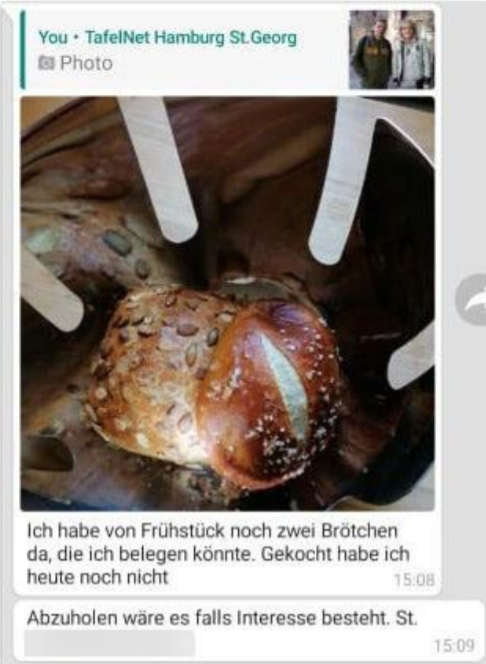 You • TafelNet Hamburg St.Georg
Photo
Ich habe von Frühstück noch zwei Brötchen
da, die ich belegen könnte. Gekocht habe ich
heute noch nicht
15:08
Abzuholen wäre es falls Interesse besteht. St.
15:09